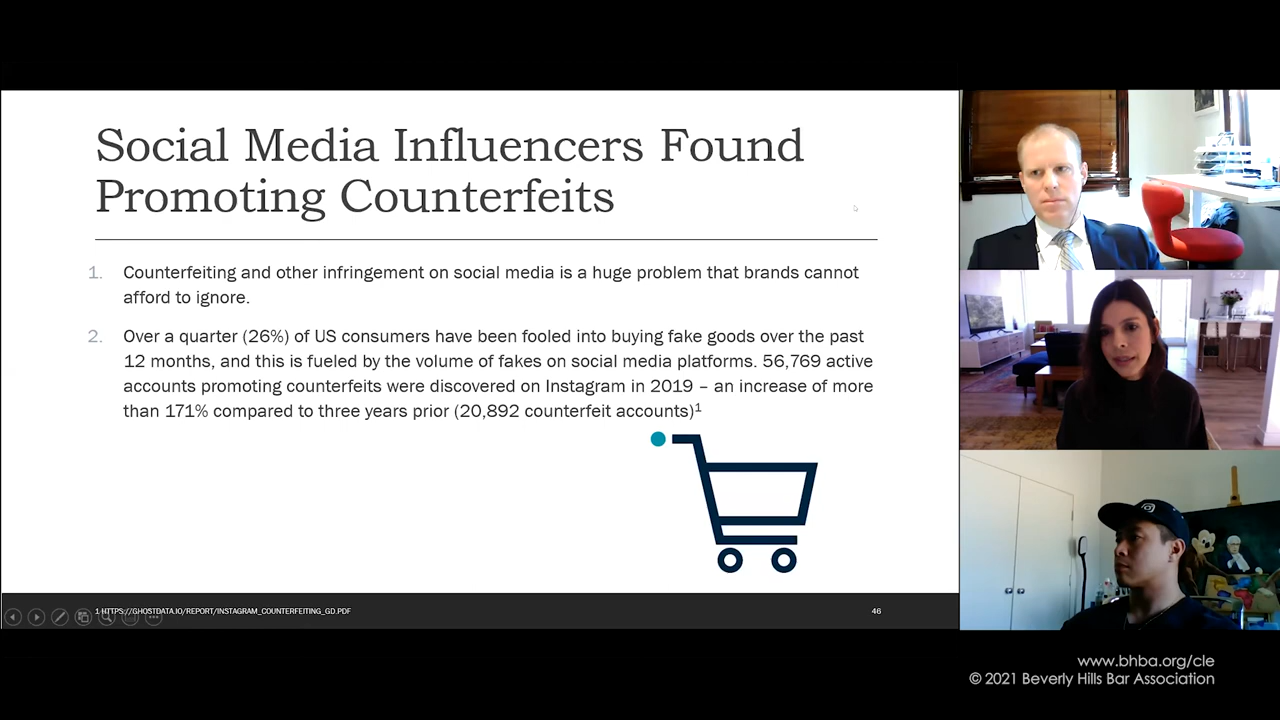 Social Media Influencers Found
Promoting Counterfeits
1. Counterfeiting and other infringement on social media is a huge problem that brands cannot
afford to ignore.
2. Over a quarter (26%) of US consumers have been fooled into buying fake goods over the past
12 months, and this is fueled by the volume of fakes on social media platforms. 56,769 active
accounts promoting counterfeits were discovered on Instagram in 2019 – an increase of more
than 171% compared to three years prior (20,892 counterfeit accounts)¹
1 HTTPS://GHOSTDATA.IO/REPORT/INSTAGRAM_COUNTERFEITING_GD.PDF
46
www.bhba.org/cle
© 2021 Beverly Hills Bar Association